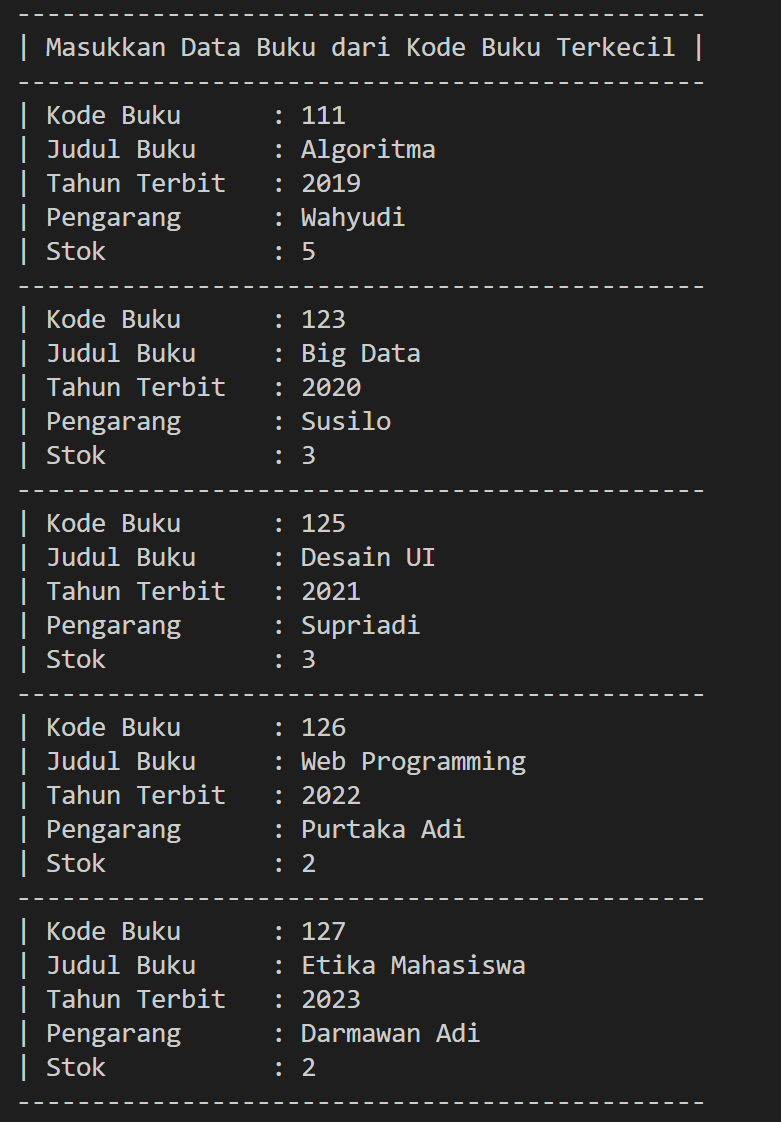 ----------------------------------------------
| Masukkan Data Buku dari Kode Buku Terkecil |
----------------------------------------------
| Kode Buku      : 111
| Judul Buku     : Algoritma
| Tahun Terbit   : 2019
| Pengarang      : Wahyudi
| Stok           : 5
----------------------------------------------
| Kode Buku      : 123
| Judul Buku     : Big Data
| Tahun Terbit   : 2020
| Pengarang      : Susilo
| Stok           : 3
----------------------------------------------
| Kode Buku      : 125
| Judul Buku     : Desain UI
| Tahun Terbit   : 2021
| Pengarang      : Supriadi
| Stok           : 3
----------------------------------------------
| Kode Buku      : 126
| Judul Buku     : Web Programming
| Tahun Terbit   : 2022
| Pengarang      : Purtaka Adi
| Stok           : 2
----------------------------------------------
| Kode Buku      : 127
| Judul Buku     : Etika Mahasiswa
| Tahun Terbit   : 2023
| Pengarang      : Darmawan Adi
| Stok           : 2
----------------------------------------------